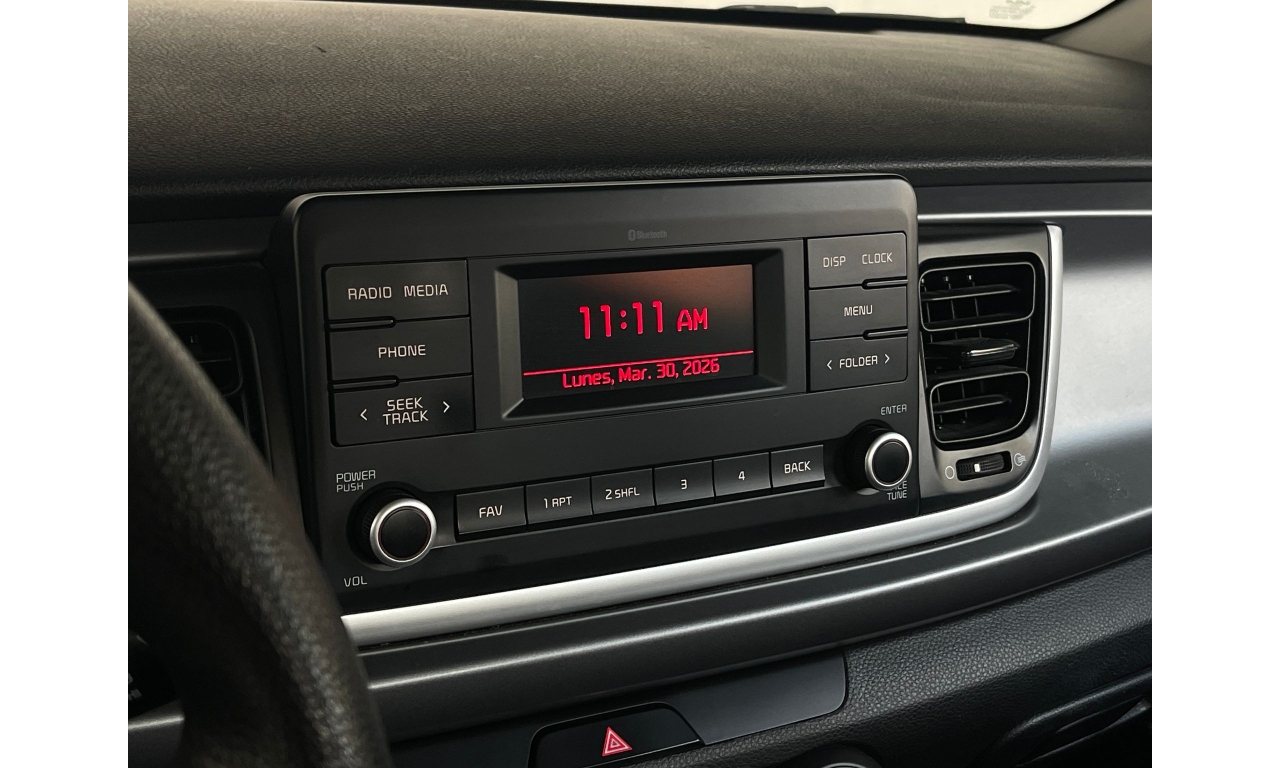 Bluetooth
RADIO MEDIA
PHONE
< SEEK TRACK >
11:11 AM
Lunes, Mar. 30, 2026
DISP CLOCK
MENU
< FOLDER >
ENTER
TUNE
POWER
PUSH
VOL
FAV
1 RPT
2 SHFL
3
4
BACK